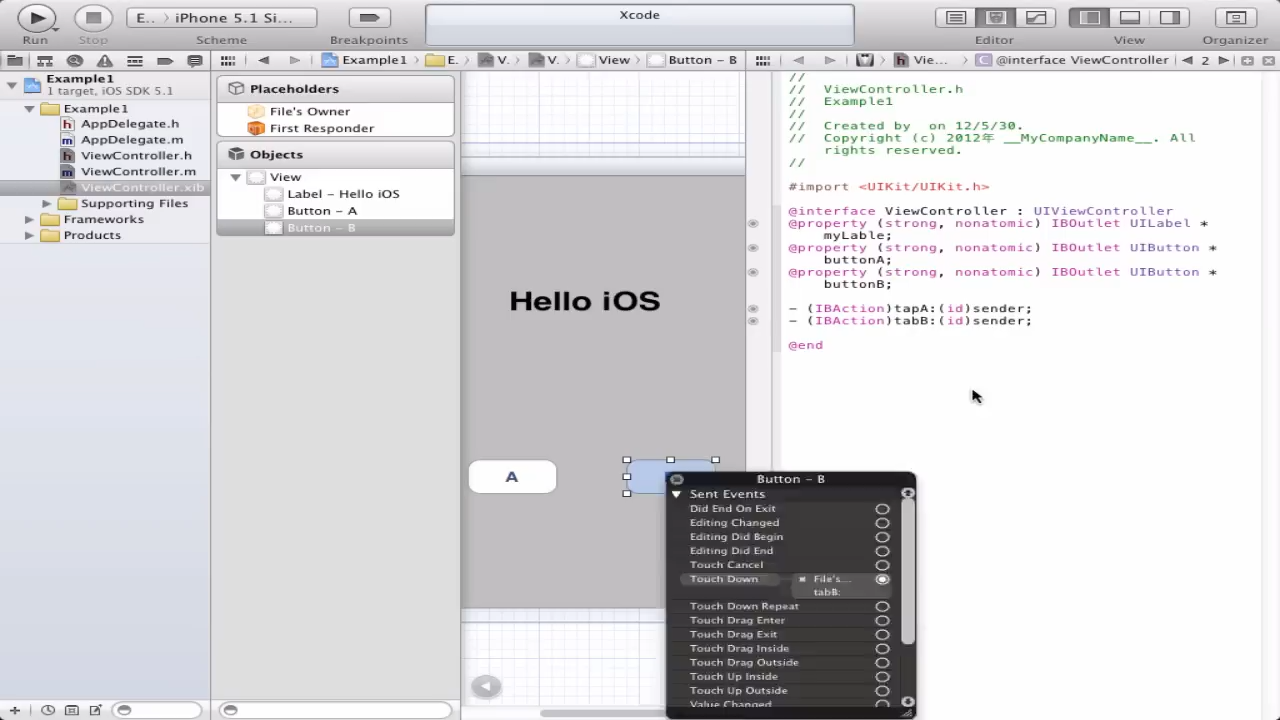 Xcode
E... › iPhone 5.1 Si...
Run
Stop
Scheme
Breakpoints
Editor
View
Organizer
Example1
E.
V.
V.
View
Button – B
Vie...
@interface ViewController
2
Example1
1 target, iOS SDK 5.1
Example1
AppDelegate.h
AppDelegate.m
ViewController.h
ViewController.m
ViewController.xib
Supporting Files
Frameworks
Products
Placeholders
File's Owner
First Responder
Objects
View
Label – Hello iOS
Button – A
Button – B
Hello iOS
A
//
//  ViewController.h
//  Example1
//
//  Created by  on 12/5/30.
//  Copyright (c) 2012年 __MyCompanyName__. All
rights reserved.
//
#import <UIKit/UIKit.h>
@interface ViewController : UIViewController
@property (strong, nonatomic) IBOutlet UILabel *
myLable;
@property (strong, nonatomic) IBOutlet UIButton *
buttonA;
@property (strong, nonatomic) IBOutlet UIButton *
buttonB;
- (IBAction)tapA:(id)sender;
- (IBAction)tabB:(id)sender;
@end
Button – B
Sent Events
Did End On Exit
Editing Changed
Editing Did Begin
Editing Did End
Touch Cancel
Touch Down
File's...
tabB:
Touch Down Repeat
Touch Drag Enter
Touch Drag Exit
Touch Drag Inside
Touch Drag Outside
Touch Up Inside
Touch Up Outside
Value Changed